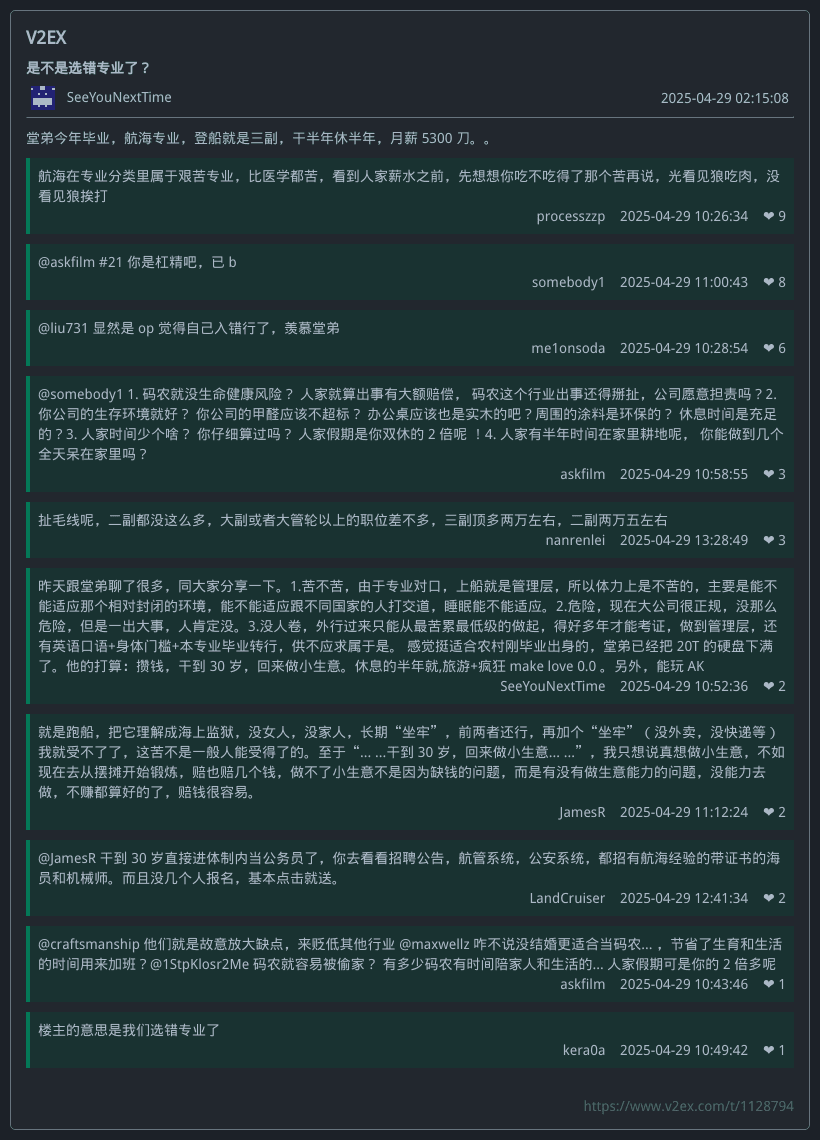 V2EX
是不是选错专业了？
SeeYouNextTime 2025-04-29 02:15:08
堂弟今年毕业，航海专业，登船就是三副，干半年休半年，月薪 5300 刀。。
航海在专业分类里属于艰苦专业，比医学都苦，看到人家薪水之前，先想想你吃不吃得了那个苦再说，光看见狼吃肉，没
看见狼挨打
processzzp 2025-04-29 10:26:34 ❤ 9
@askfilm #21 你是杠精吧，已 b
somebody1 2025-04-29 11:00:43 ❤ 8
@liu731 显然是 op 觉得自己入错行了，羡慕堂弟
me1onsoda 2025-04-29 10:28:54 ❤ 6
@somebody1 1. 码农就没生命健康风险？ 人家就算出事有大额赔偿， 码农这个行业出事还得掰扯，公司愿意担责吗？2.
你公司的生存环境就好？ 你公司的甲醛应该不超标？ 办公桌应该也是实木的吧？周围的涂料是环保的？ 休息时间是充足
的？3. 人家时间少个啥？ 你仔细算过吗？ 人家假期是你双休的 2 倍呢 ！4. 人家有半年时间在家里耕地呢， 你能做到几个
全天呆在家里吗？
askfilm 2025-04-29 10:58:55 ❤ 3
扯毛线呢，二副都没这么多，大副或者大管轮以上的职位差不多，三副顶多两万左右，二副两万五左右
nanrenlei 2025-04-29 13:28:49 ❤ 3
昨天跟堂弟聊了很多，同大家分享一下。1.苦不苦，由于专业对口，上船就是管理层，所以体力上是不苦的，主要是能不
能适应那个相对封闭的环境，能不能适应跟不同国家的人打交道，睡眠能不能适应。2.危险，现在大公司很正规，没那么
危险，但是一出大事，人肯定没。3.没人卷，外行过来只能从最苦累最低级的做起，得好多年才能考证，做到管理层，还
有英语口语+身体门槛+本专业毕业转行，供不应求属于是。 感觉挺适合农村刚毕业出身的，堂弟已经把 20T 的硬盘下满
了。他的打算：攒钱，干到 30 岁，回来做小生意。休息的半年就,旅游+疯狂 make love 0.0 。另外，能玩 AK
SeeYouNextTime 2025-04-29 10:52:36 ❤ 2
就是跑船，把它理解成海上监狱，没女人，没家人，长期“坐牢”，前两者还行，再加个“坐牢”（没外卖，没快递等）
我就受不了了，这苦不是一般人能受得了的。至于“... ...干到 30 岁，回来做小生意... ...”，我只想说真想做小生意，不如
现在去从摆摊开始锻炼，赔也赔几个钱，做不了小生意不是因为缺钱的问题，而是有没有做生意能力的问题，没能力去
做，不赚都算好的了，赔钱很容易。
JamesR 2025-04-29 11:12:24 ❤ 2
@JamesR 干到 30 岁直接进体制内当公务员了，你去看看招聘公告，航管系统，公安系统，都招有航海经验的带证书的海
员和机械师。而且没几个人报名，基本点击就送。
LandCruiser 2025-04-29 12:41:34 ❤ 2
@craftsmanship 他们就是故意放大缺点，来贬低其他行业 @maxwellz 咋不说没结婚更适合当码农... ，节省了生育和生活
的时间用来加班？@1StpKlosr2Me 码农就容易被偷家？ 有多少码农有时间陪家人和生活的... 人家假期可是你的 2 倍多呢
askfilm 2025-04-29 10:43:46 ❤ 1
楼主的意思是我们选错专业了
kera0a 2025-04-29 10:49:42 ❤ 1
https://www.v2ex.com/t/1128794